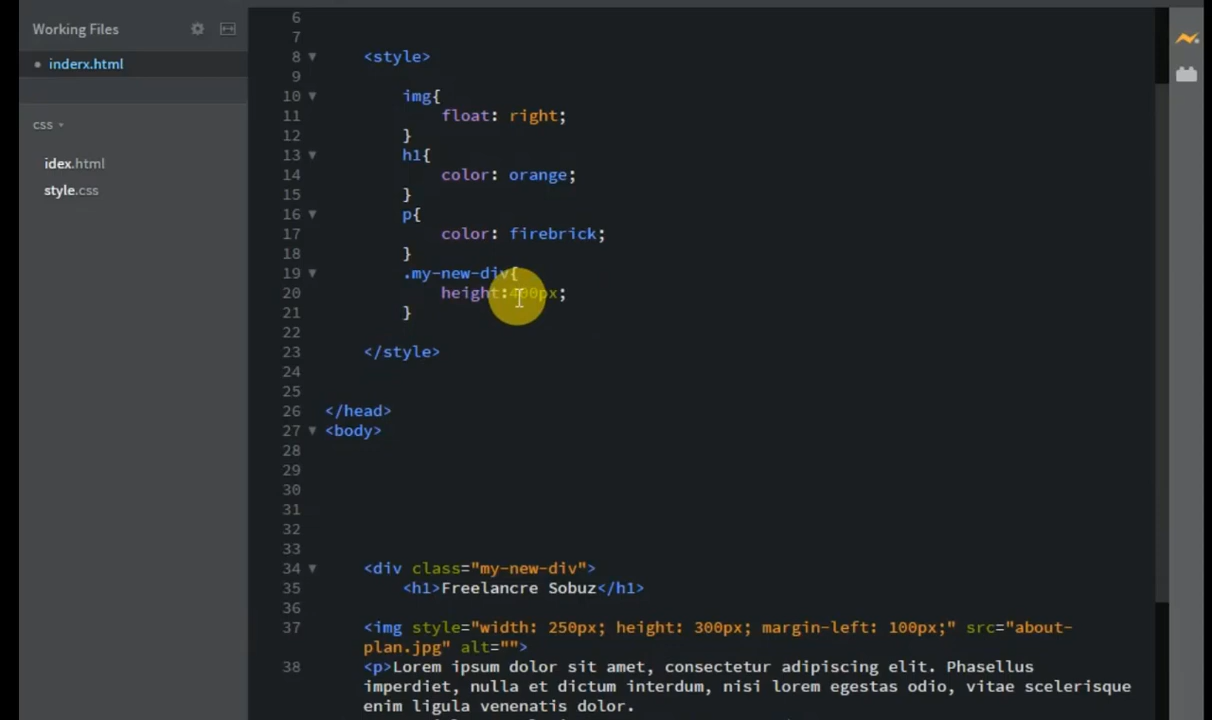 Working Files
inderx.html
css
idex.html
style.css
6
7
8 <style>
9
10 img{
11 float: right;
12 }
13 h1{
14 color: orange;
15 }
16 p{
17 color: firebrick;
18 }
19 .my-new-div{
20 height:400px;
21 }
22
23 </style>
24
25
26 </head>
27 <body>
28
29
30
31
32
33
34 <div class="my-new-div">
35 <h1>Freelancre Sobuz</h1>
36
37 <img style="width: 250px; height: 300px; margin-left: 100px;" src="about-
plan.jpg" alt="">
38 <p>Lorem ipsum dolor sit amet, consectetur adipiscing elit. Phasellus
imperdiet, nulla et dictum interdum, nisi lorem egestas odio, vitae scelerisque
enim ligula venenatis dolor.